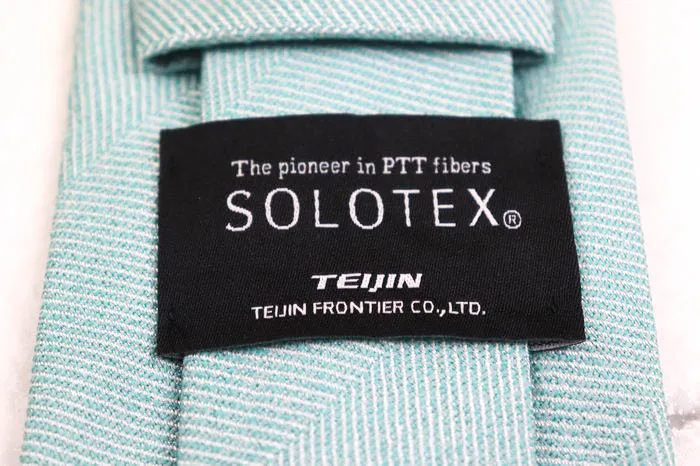 The pioneer in PTT fibers
SOLOTEX®
TEIJIN
TEIJIN FRONTIER CO.,LTD.